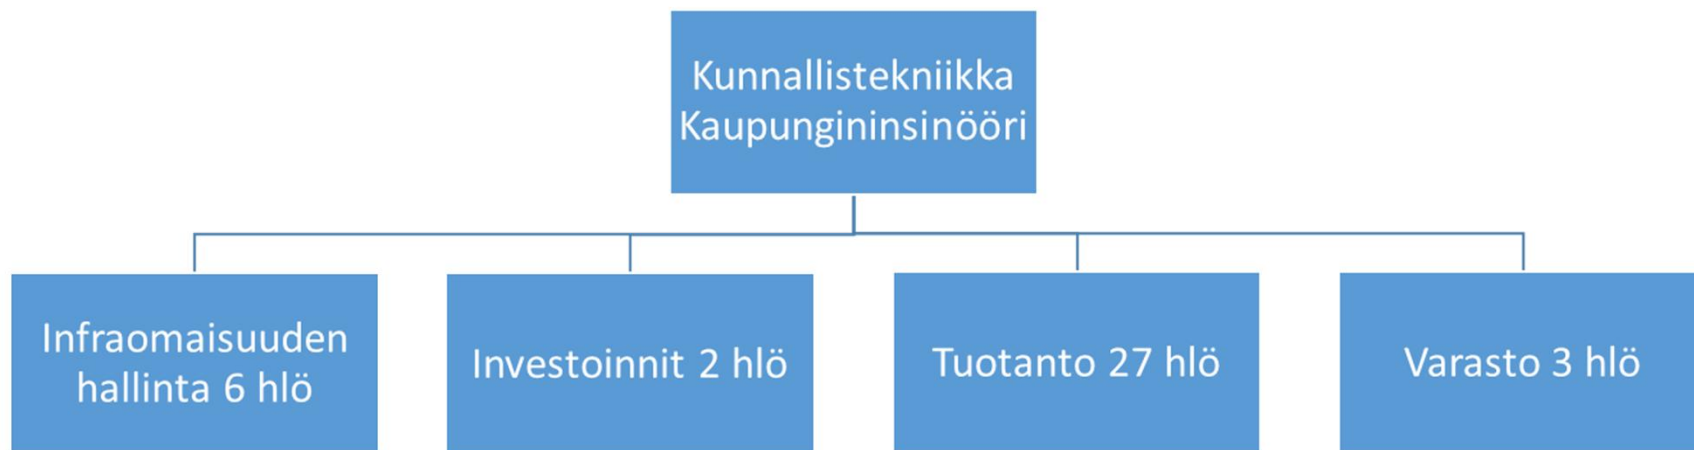 Kunnallistekniikka
Kaupungininsinööri
Infraomaisuuden
hallinta 6 hlö
Investoinnit 2 hlö
Tuotanto 27 hlö
Varasto 3 hlö